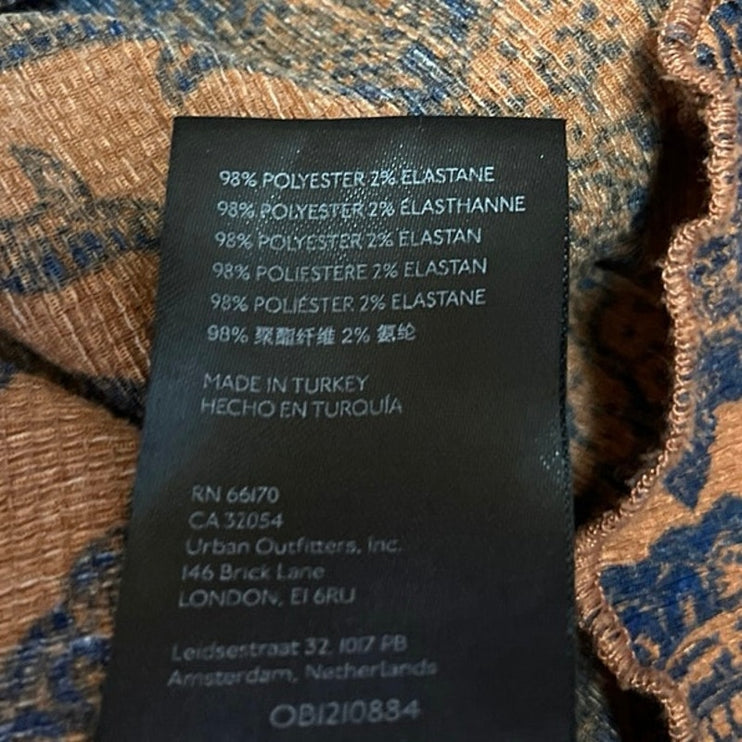 98% POLYESTER 2% ELASTANE
98% POLYESTER 2% ÉLASTHANNE
98% POLYESTER 2% ELASTAN
98% POLIESTERE 2% ELASTAN
98% POLIÉSTER 2% ELASTANE
98% 聚酯纤维 2% 氨纶
MADE IN TURKEY
HECHO EN TURQUÍA
RN 66170
CA 32054
Urban Outfitters, Inc.
146 Brick Lane
LONDON, E1 6RU
Leidsestraat 32, 1017 PB
Amsterdam, Netherlands
OB1210884